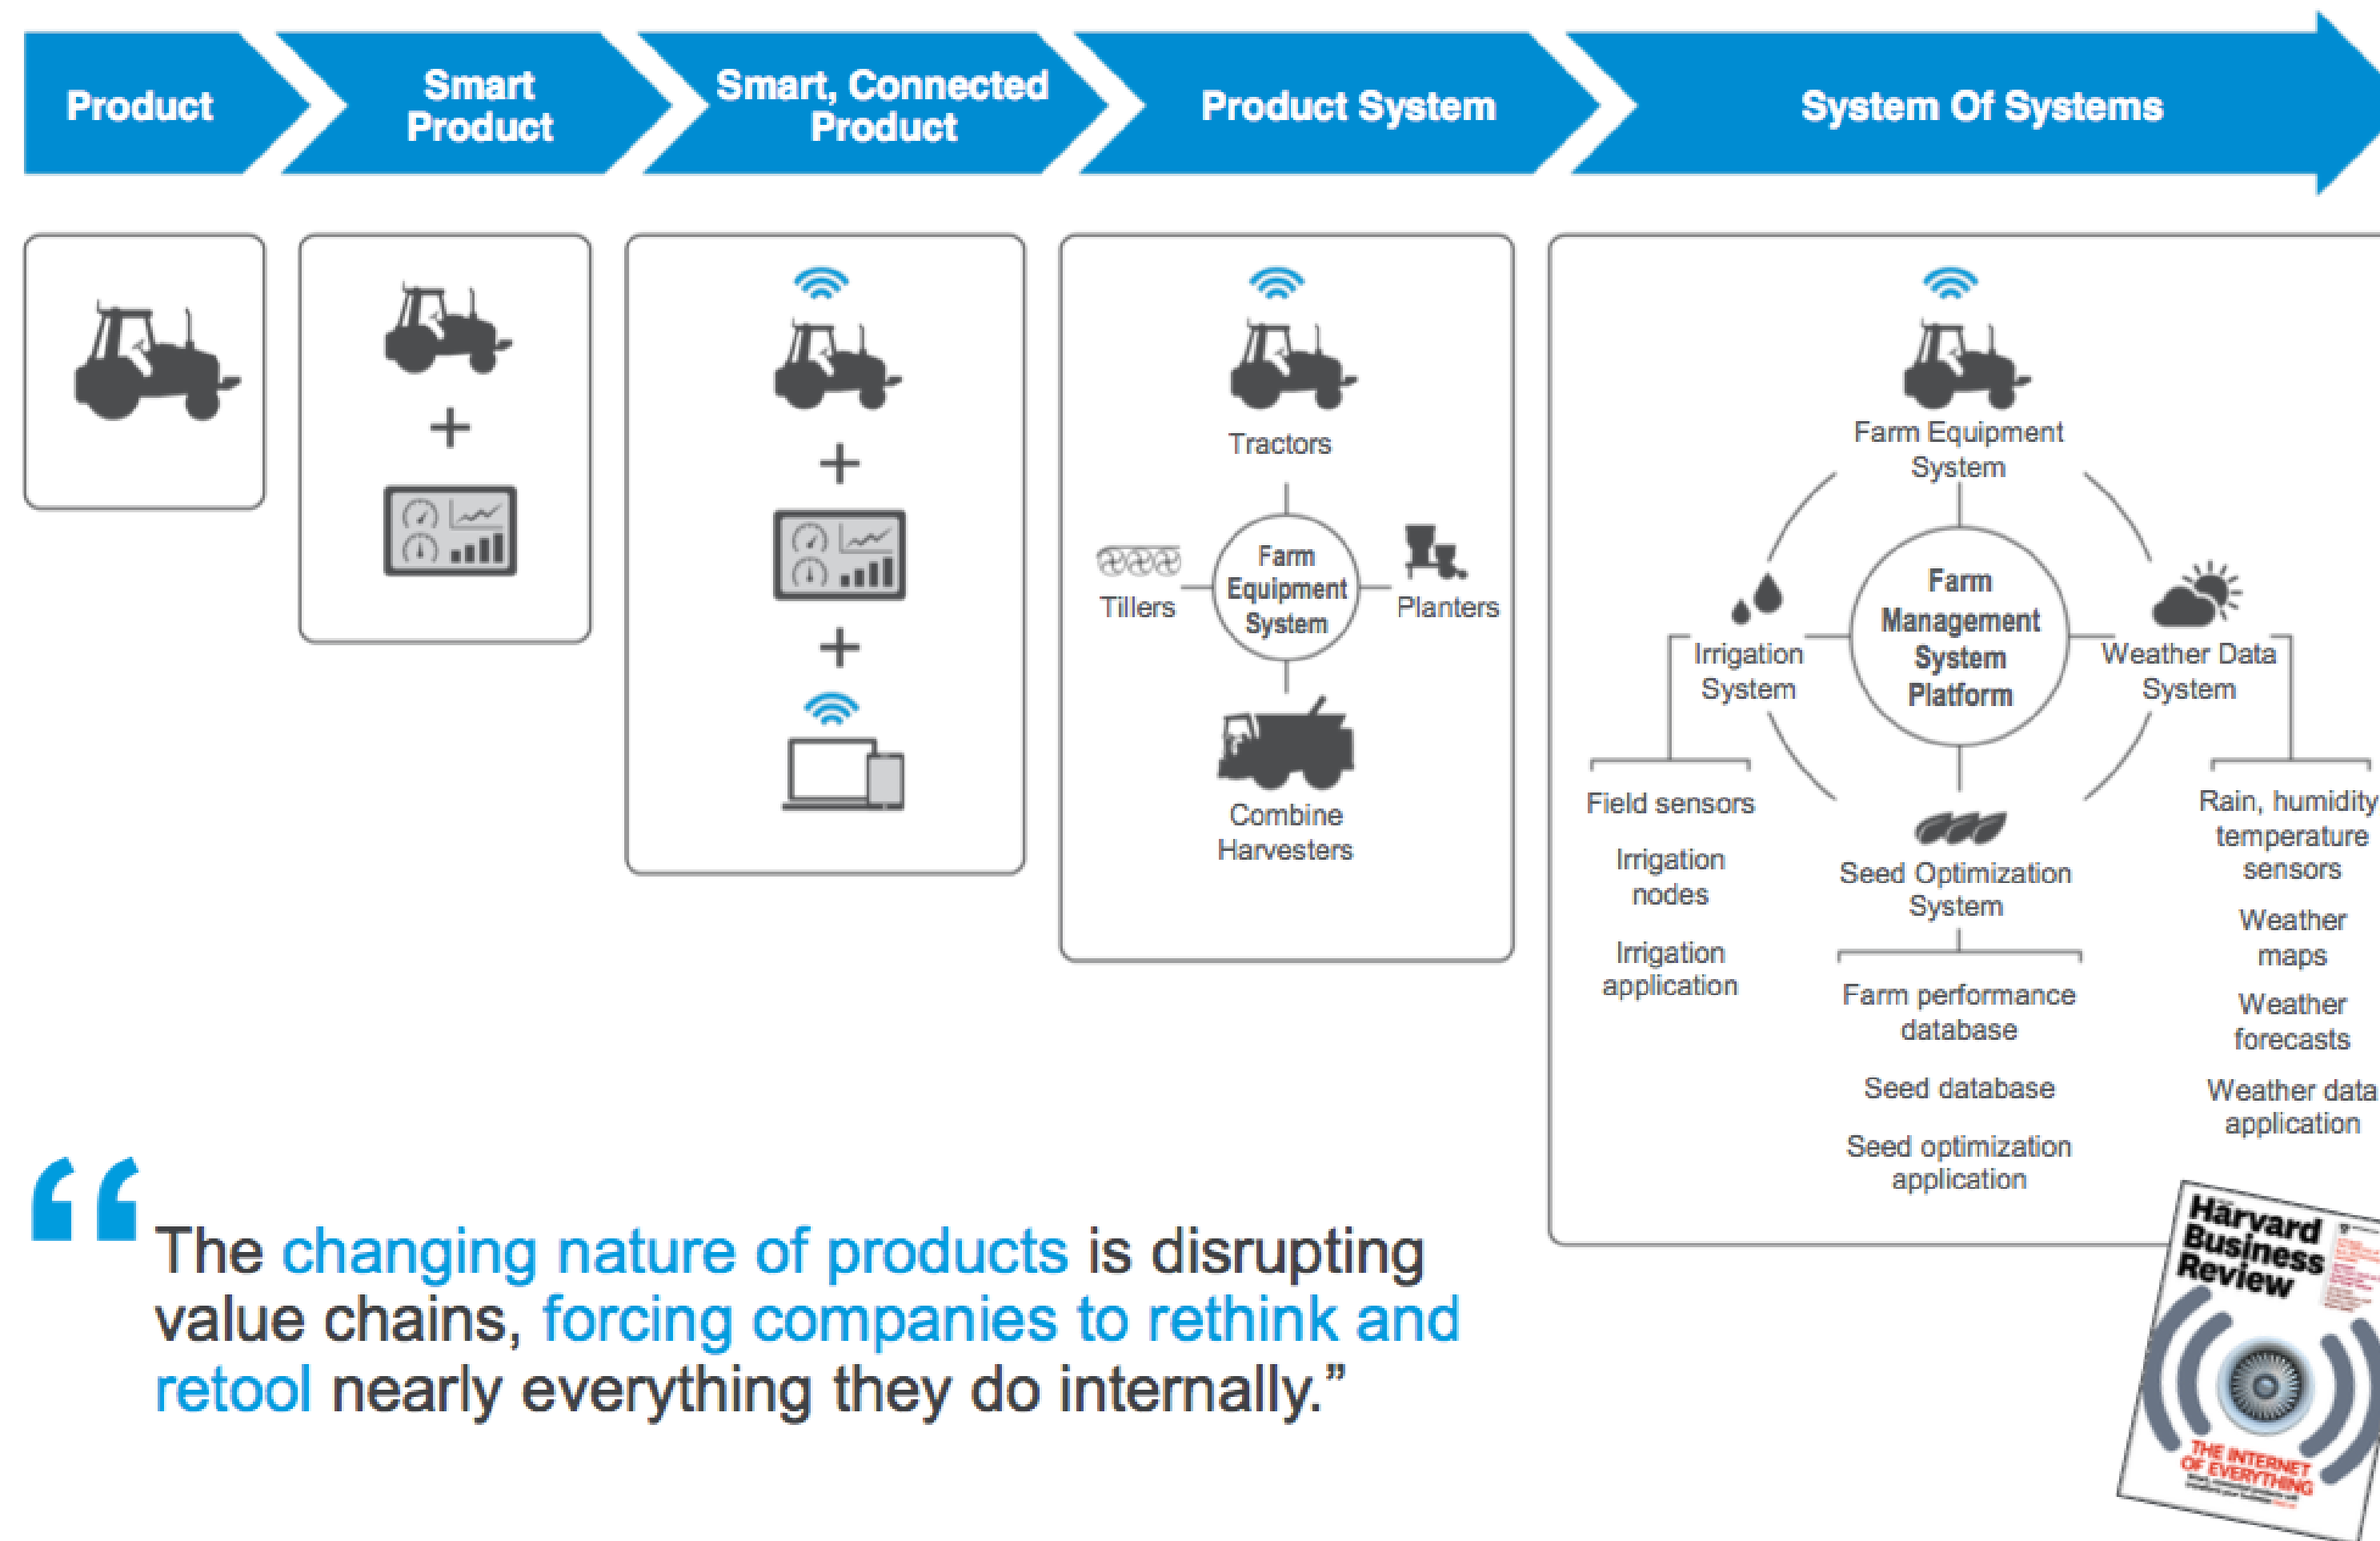 Product
Smart
Product
Smart, Connected
Product
Product System
System Of Systems
Tractors
Tillers
Farm
Equipment
System
Planters
Combine
Harvesters
Farm Equipment
System
Irrigation
System
Farm
Management
System
Platform
Weather Data
System
Field sensors
Irrigation
nodes
Irrigation
application
Seed Optimization
System
Farm performance
database
Seed database
Seed optimization
application
Rain, humidity
temperature
sensors
Weather
maps
Weather
forecasts
Weather data
application
“The changing nature of products is disrupting
value chains, forcing companies to rethink and
retool nearly everything they do internally.”
Harvard
Business
Review
THE INTERNET
OF EVERYTHING